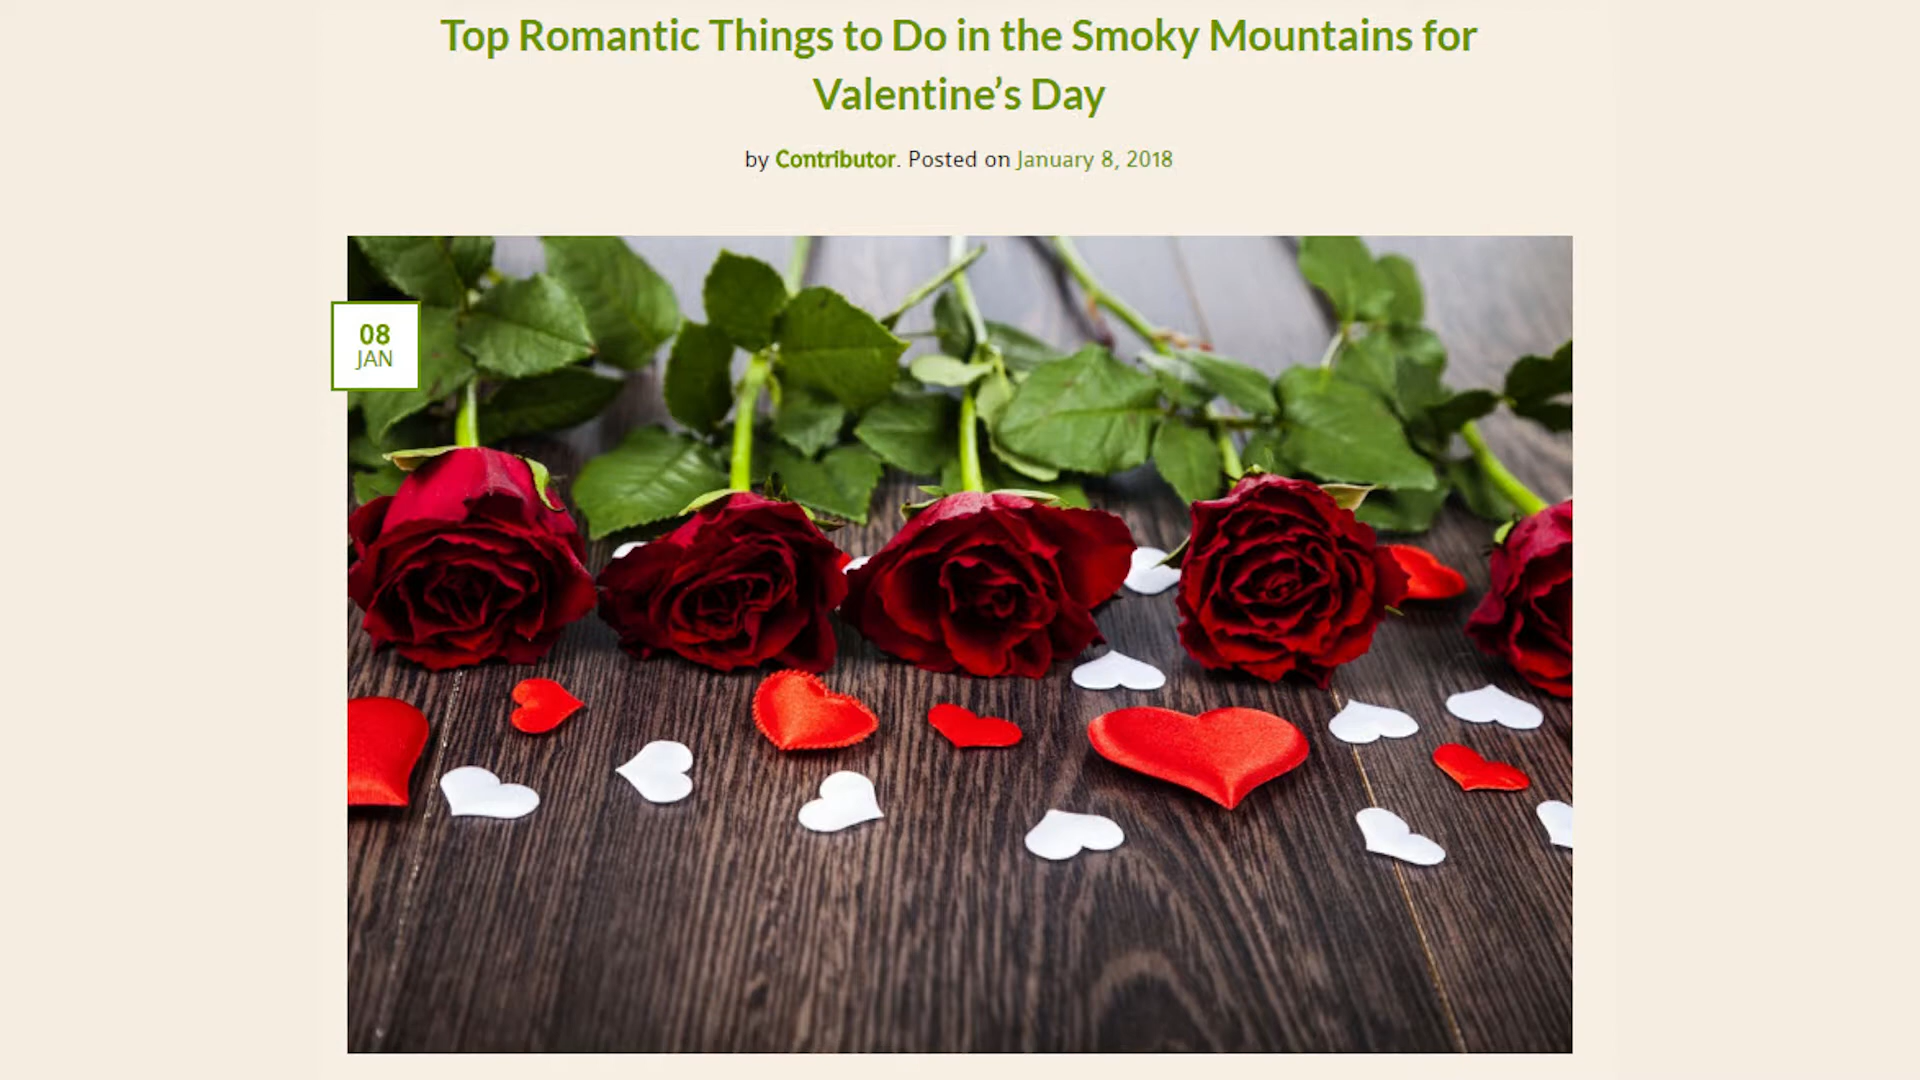 Top Romantic Things to Do in the Smoky Mountains for
Valentine’s Day
by Contributor. Posted on January 8, 2018
08
JAN